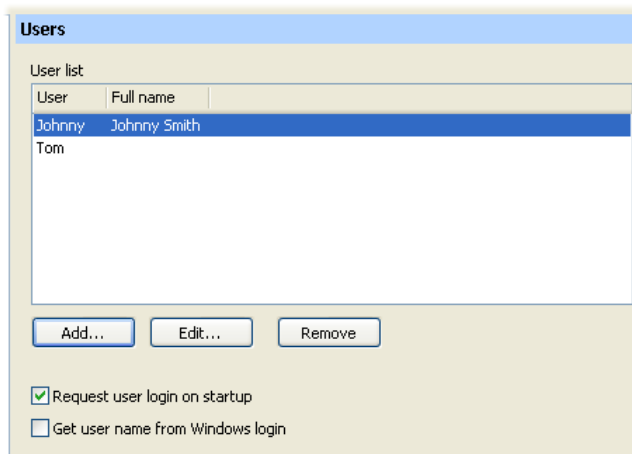 Users
User list
User Full name
Johnny Johnny Smith
Tom
Add... Edit... Remove
Request user login on startup
Get user name from Windows login